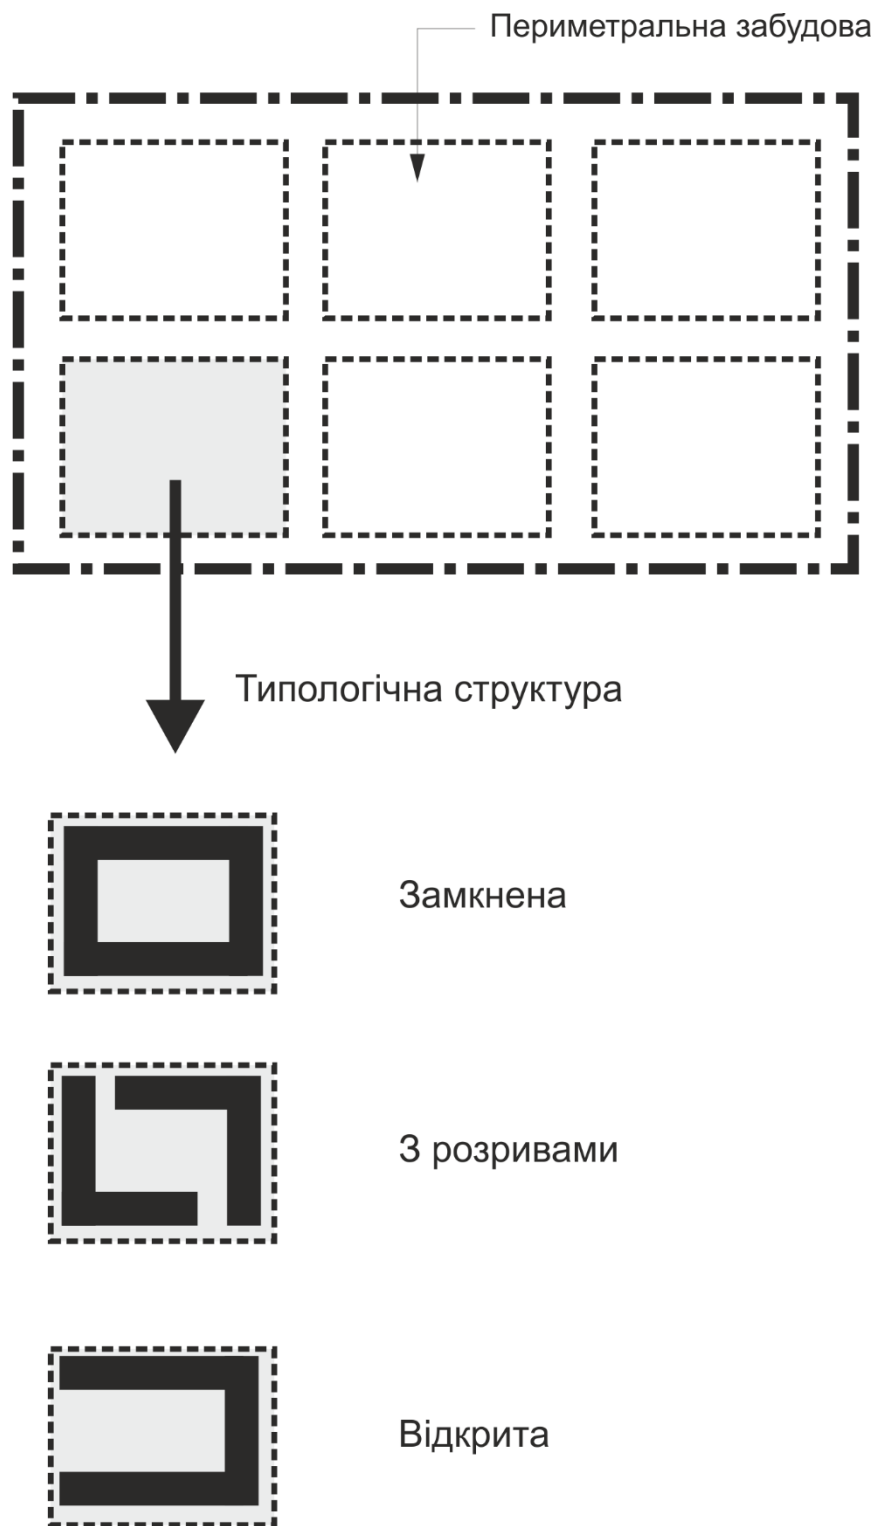 Периметральна забудова
Типологічна структура
Замкнена
З розривами
Відкрита